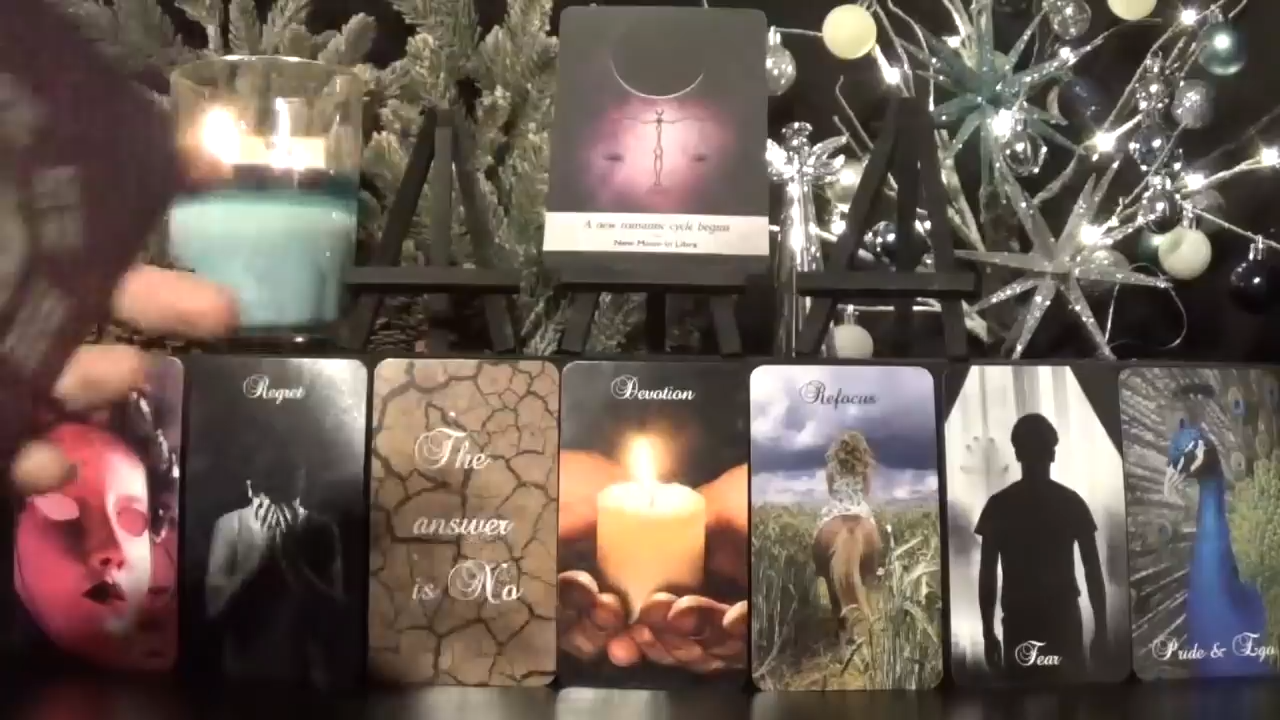 A new romantic cycle begins
New Moon in Libra
Regret
The
answer
is No
Devotion
Refocus
Fear
Pride & Ego